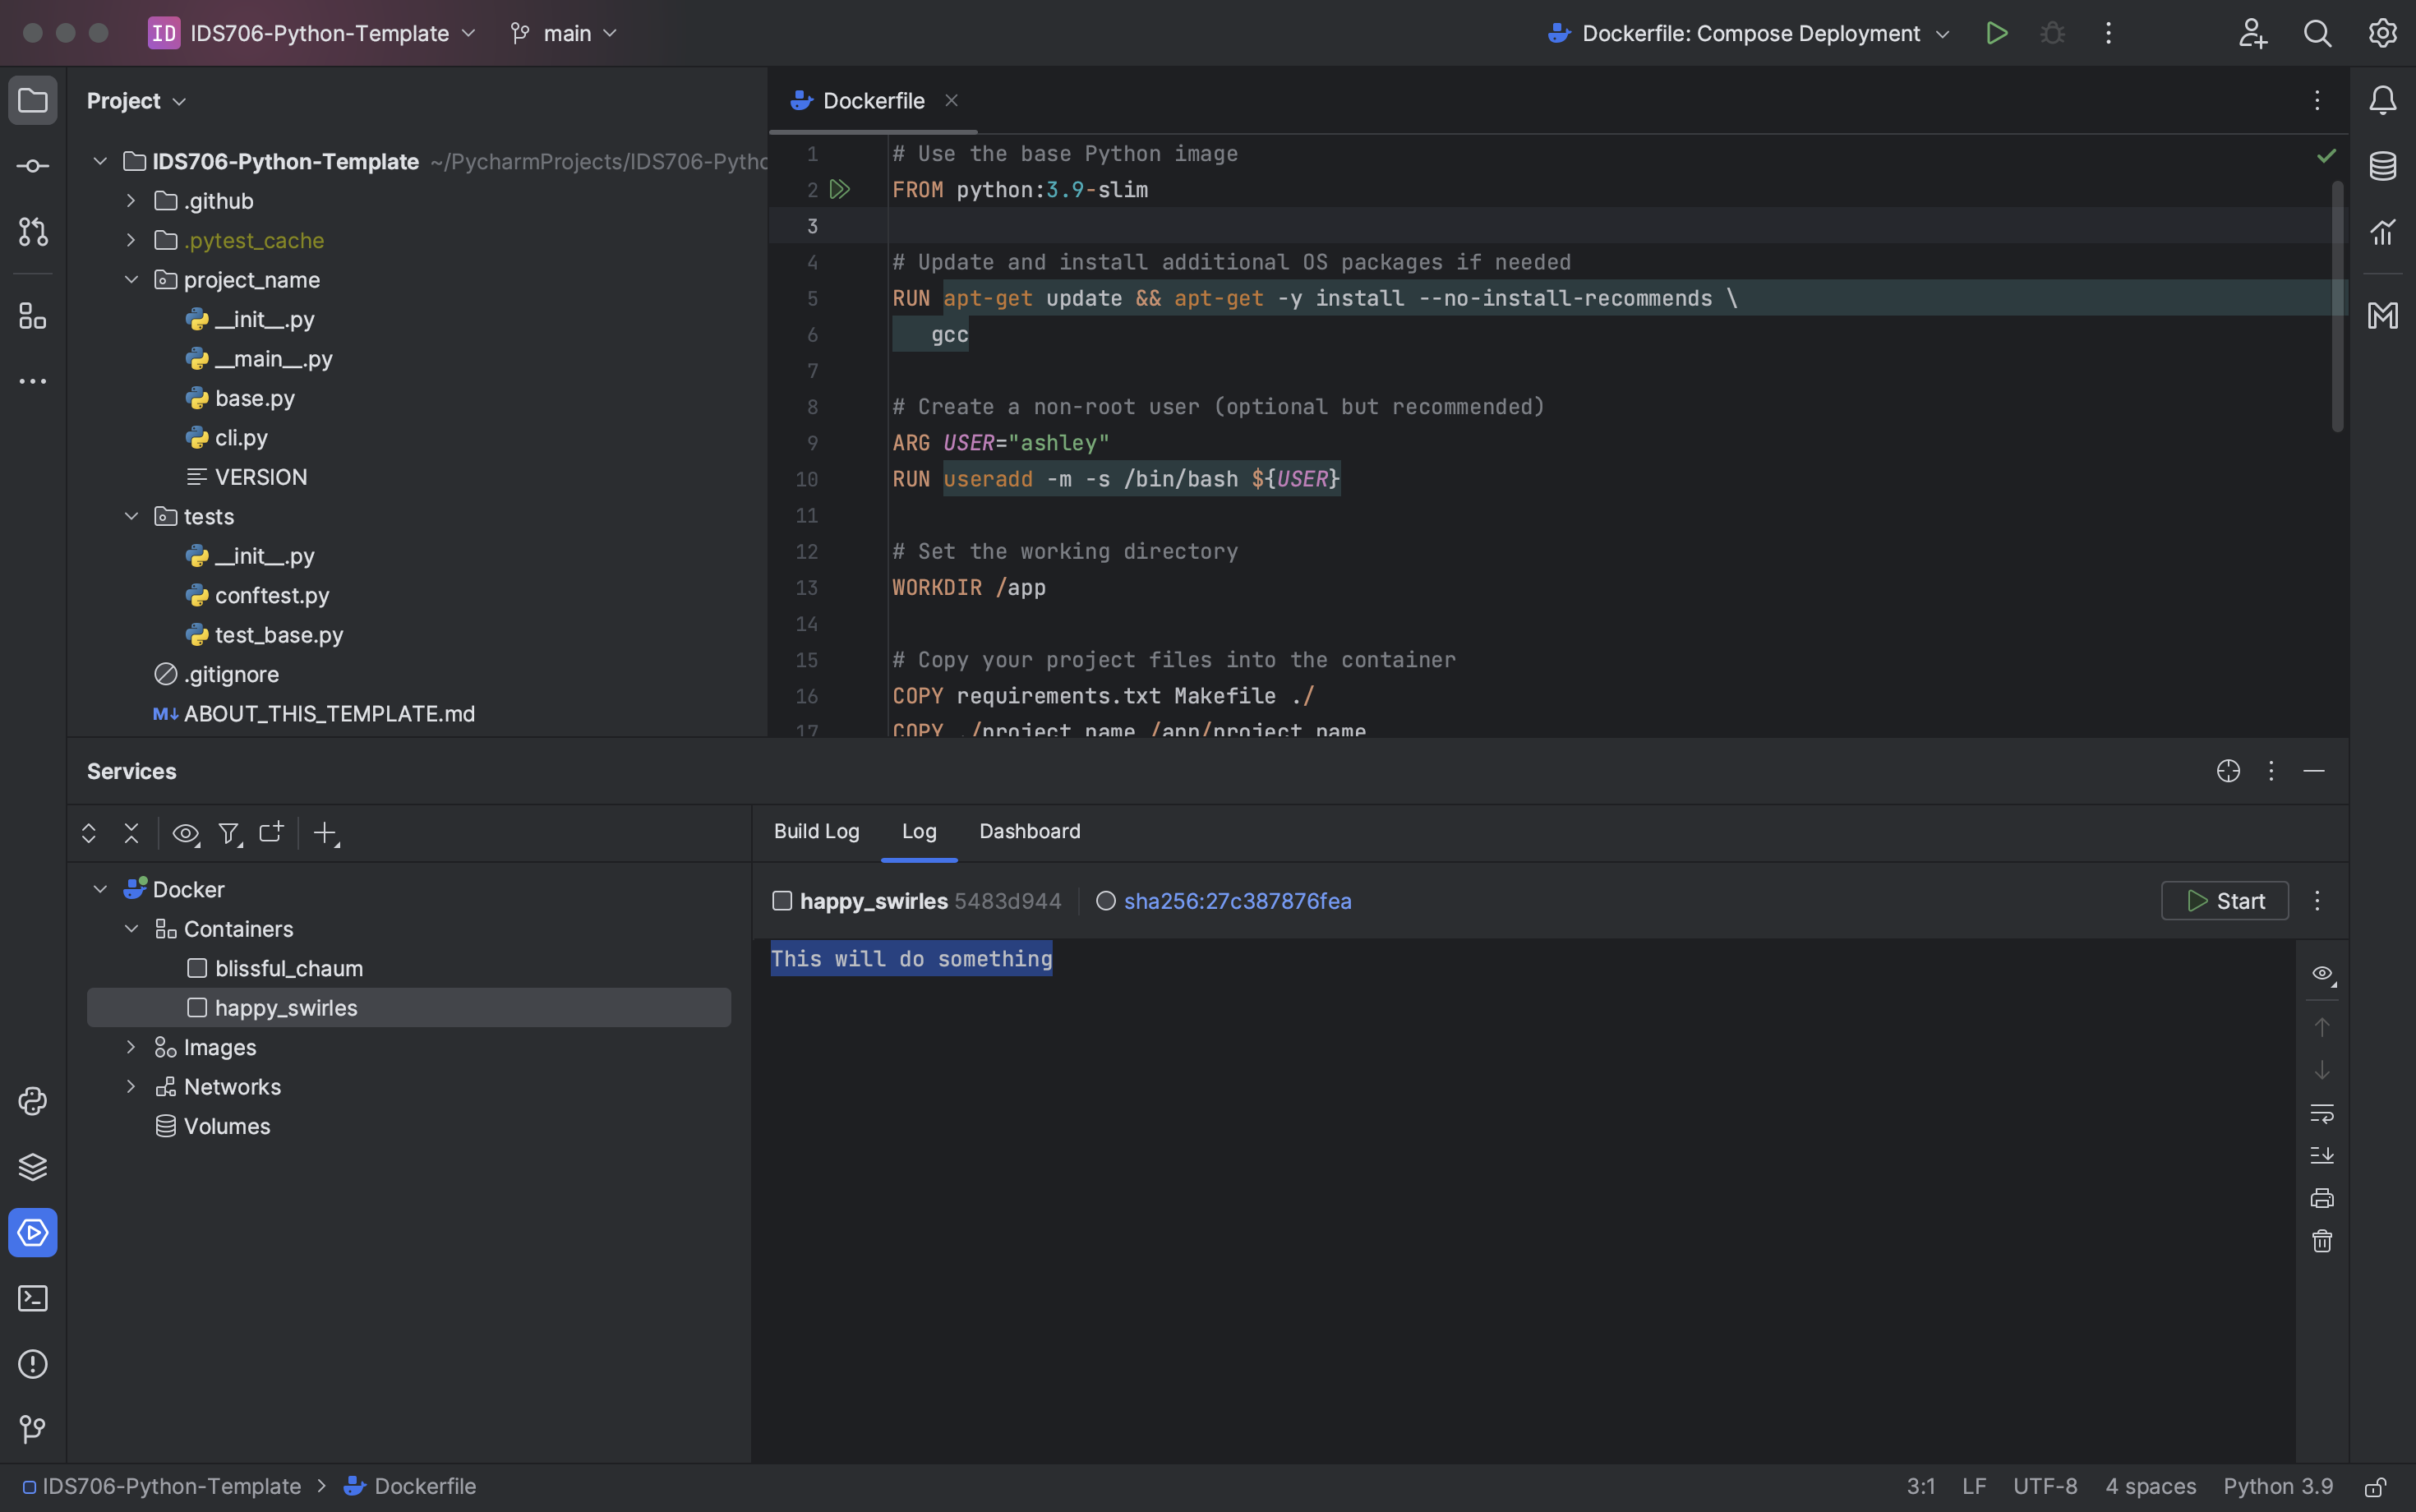 ID IDS706-Python-Template main Dockerfile: Compose Deployment
Project
IDS706-Python-Template ~/PycharmProjects/IDS706-Pytho
.github
.pytest_cache
project_name
__init__.py
__main__.py
base.py
cli.py
VERSION
tests
__init__.py
conftest.py
test_base.py
.gitignore
M↓ ABOUT_THIS_TEMPLATE.md
Dockerfile
1 # Use the base Python image
2 FROM python:3.9-slim
3
4 # Update and install additional OS packages if needed
5 RUN apt-get update && apt-get -y install --no-install-recommends \
6 gcc
7
8 # Create a non-root user (optional but recommended)
9 ARG USER="ashley"
10 RUN useradd -m -s /bin/bash ${USER}
11
12 # Set the working directory
13 WORKDIR /app
14
15 # Copy your project files into the container
16 COPY requirements.txt Makefile ./
17 COPY ./project_name /app/project_name
Services
Docker
Containers
blissful_chaum
happy_swirles
Images
Networks
Volumes
Build Log Log Dashboard
happy_swirles 5483d944 sha256:27c387876fea Start
This will do something
IDS706-Python-Template > Dockerfile 3:1 LF UTF-8 4 spaces Python 3.9